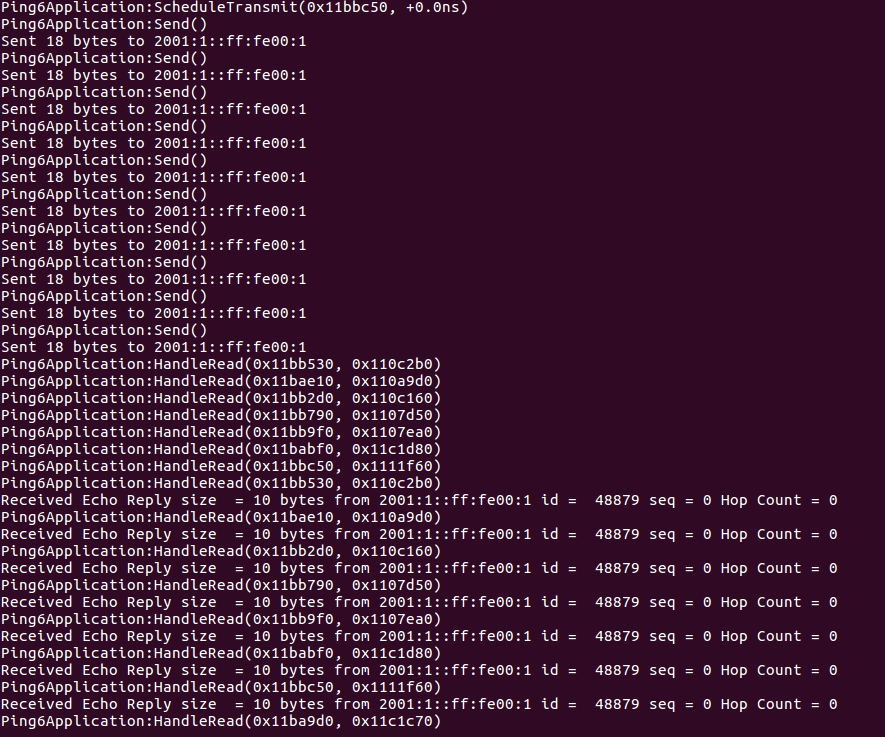 Ping6Application:ScheduleTransmit(0x11bbc50, +0.0ns)
Ping6Application:Send()
Sent 18 bytes to 2001:1::ff:fe00:1
Ping6Application:Send()
Sent 18 bytes to 2001:1::ff:fe00:1
Ping6Application:Send()
Sent 18 bytes to 2001:1::ff:fe00:1
Ping6Application:Send()
Sent 18 bytes to 2001:1::ff:fe00:1
Ping6Application:Send()
Sent 18 bytes to 2001:1::ff:fe00:1
Ping6Application:Send()
Sent 18 bytes to 2001:1::ff:fe00:1
Ping6Application:Send()
Sent 18 bytes to 2001:1::ff:fe00:1
Ping6Application:Send()
Sent 18 bytes to 2001:1::ff:fe00:1
Ping6Application:Send()
Sent 18 bytes to 2001:1::ff:fe00:1
Ping6Application:Send()
Sent 18 bytes to 2001:1::ff:fe00:1
Ping6Application:HandleRead(0x11bb530, 0x110c2b0)
Ping6Application:HandleRead(0x11bae10, 0x110a9d0)
Ping6Application:HandleRead(0x11bb2d0, 0x110c160)
Ping6Application:HandleRead(0x11bb790, 0x1107d50)
Ping6Application:HandleRead(0x11bb9f0, 0x1107ea0)
Ping6Application:HandleRead(0x11babf0, 0x11c1d80)
Ping6Application:HandleRead(0x11bbc50, 0x1111f60)
Ping6Application:HandleRead(0x11bb530, 0x110c2b0)
Received Echo Reply size  = 10 bytes from 2001:1::ff:fe00:1 id =  48879 seq = 0 Hop Count = 0
Ping6Application:HandleRead(0x11bae10, 0x110a9d0)
Received Echo Reply size  = 10 bytes from 2001:1::ff:fe00:1 id =  48879 seq = 0 Hop Count = 0
Ping6Application:HandleRead(0x11bb2d0, 0x110c160)
Received Echo Reply size  = 10 bytes from 2001:1::ff:fe00:1 id =  48879 seq = 0 Hop Count = 0
Ping6Application:HandleRead(0x11bb790, 0x1107d50)
Received Echo Reply size  = 10 bytes from 2001:1::ff:fe00:1 id =  48879 seq = 0 Hop Count = 0
Ping6Application:HandleRead(0x11bb9f0, 0x1107ea0)
Received Echo Reply size  = 10 bytes from 2001:1::ff:fe00:1 id =  48879 seq = 0 Hop Count = 0
Ping6Application:HandleRead(0x11babf0, 0x11c1d80)
Received Echo Reply size  = 10 bytes from 2001:1::ff:fe00:1 id =  48879 seq = 0 Hop Count = 0
Ping6Application:HandleRead(0x11bbc50, 0x1111f60)
Received Echo Reply size  = 10 bytes from 2001:1::ff:fe00:1 id =  48879 seq = 0 Hop Count = 0
Ping6Application:HandleRead(0x11ba9d0, 0x11c1c70)